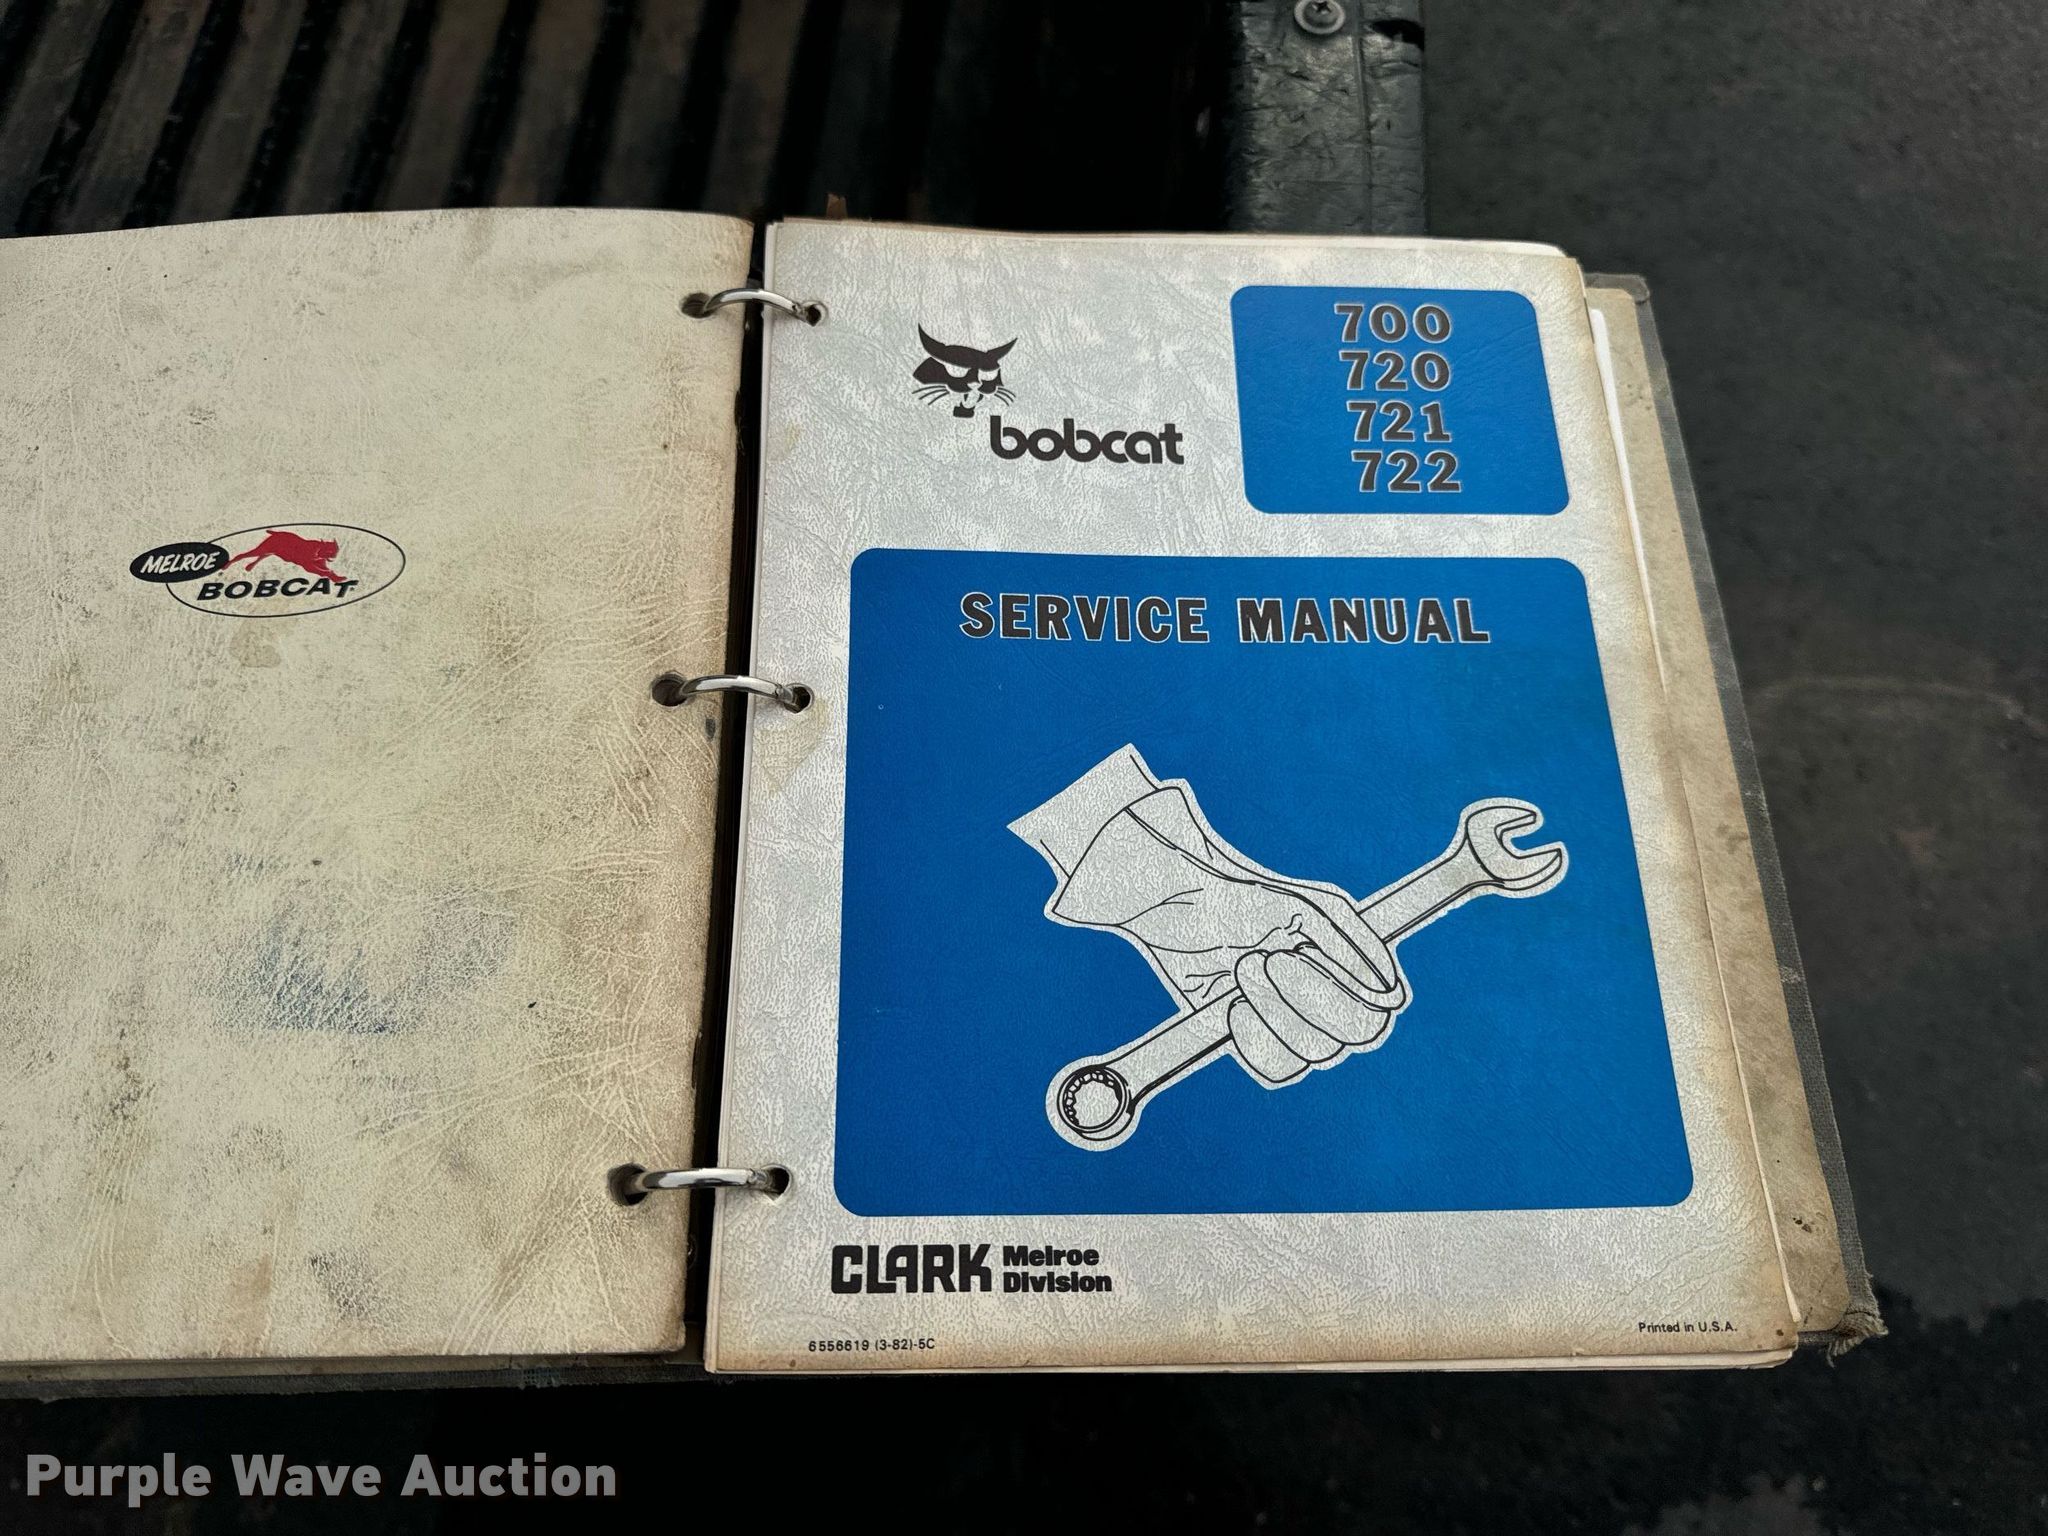 MELROE
BOBCAT
bobcat
700
720
721
722
SERVICE MANUAL
CLARK Melroe
Division
6556619 (3-82)-5C
Printed in U.S.A.
Purple Wave Auction